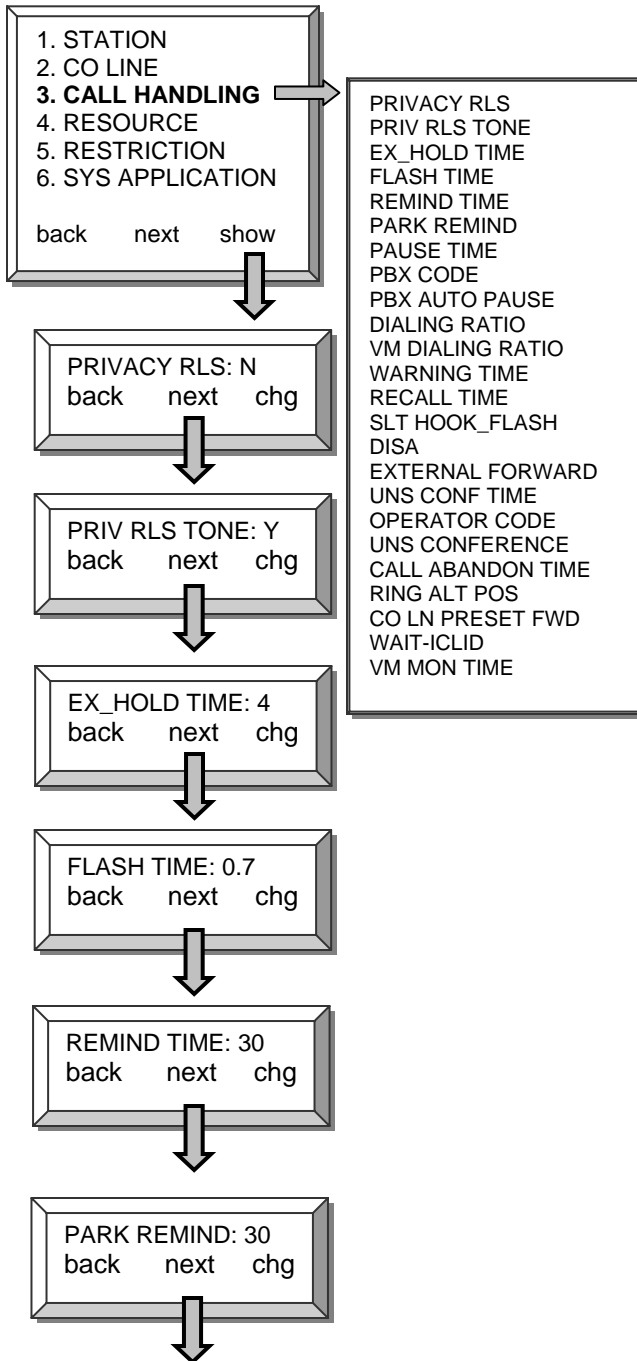 1. STATION
2. CO LINE
3. CALL HANDLING
4. RESOURCE
5. RESTRICTION
6. SYS APPLICATION
back next show
PRIVACY RLS
PRIV RLS TONE
EX_HOLD TIME
FLASH TIME
REMIND TIME
PARK REMIND
PAUSE TIME
PBX CODE
PBX AUTO PAUSE
DIALING RATIO
VM DIALING RATIO
WARNING TIME
RECALL TIME
SLT HOOK_FLASH
DISA
EXTERNAL FORWARD
UNS CONF TIME
OPERATOR CODE
UNS CONFERENCE
CALL ABANDON TIME
RING ALT POS
CO LN PRESET FWD
WAIT-ICLID
VM MON TIME
PRIVACY RLS: N
back next chg
PRIV RLS TONE: Y
back next chg
EX_HOLD TIME: 4
back next chg
FLASH TIME: 0.7
back next chg
REMIND TIME: 30
back next chg
PARK REMIND: 30
back next chg